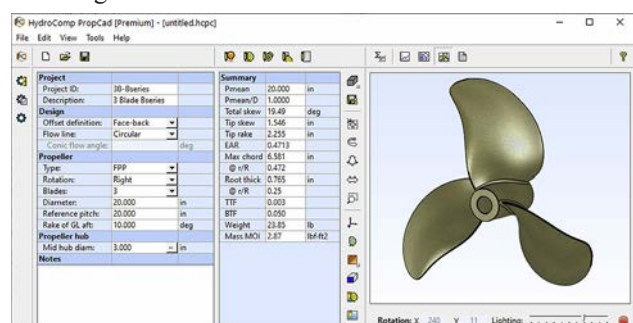 HydroComp PropCad [Premium] - [untitled.hcpc]
File Edit View Tools Help
Project
Project ID: 3B-Bseries
Description: 3 Blade Bseries
Design
Offset definition: Face-back
Flow line: Circular
Conic flow angle: deg
Propeller
Type: FPP
Rotation: Right
Blades: 3
Diameter: 20.000 in
Reference pitch: 20.000 in
Rake of GL aft: 10.000 deg
Propeller hub
Mid hub diam: 3.000 in
Notes
Summary
Pmean 20.000 in
Pmean/D 1.0000
Total skew 19.49 deg
Tip skew 1.546 in
Tip rake 2.255 in
EAR 0.4713
Max chord 6.581 in
@ r/R 0.472
Root thick 0.765 in
@ r/R 0.25
TTF 0.003
BTF 0.050
Weight 23.85 lb
Mass MOI 2.87 lbf-ft2
Rotation: X 240 Y 11 Lighting: